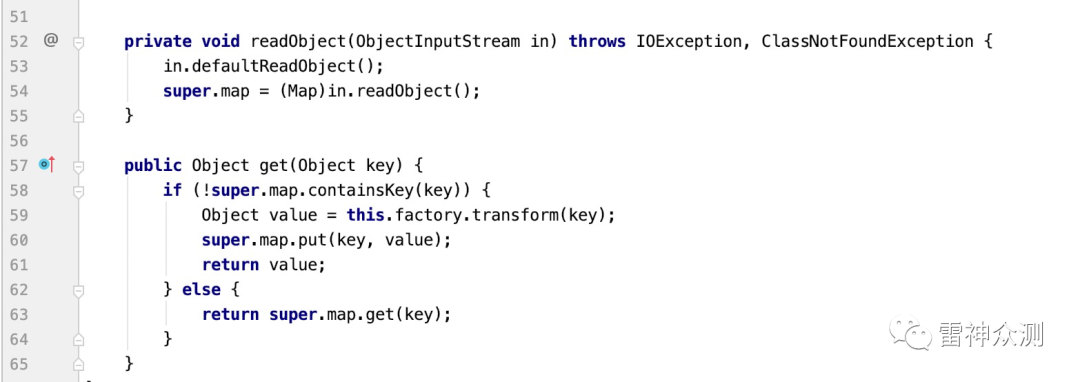 51
52 @ private void readObject(ObjectInputStream in) throws IOException, ClassNotFoundException {
53 in.defaultReadObject();
54 super.map = (Map)in.readObject();
55 }
56
57 public Object get(Object key) {
58 if (!super.map.containsKey(key)) {
59 Object value = this.factory.transform(key);
60 super.map.put(key, value);
61 return value;
62 } else {
63 return super.map.get(key);
64 }
65 }
雷神众测